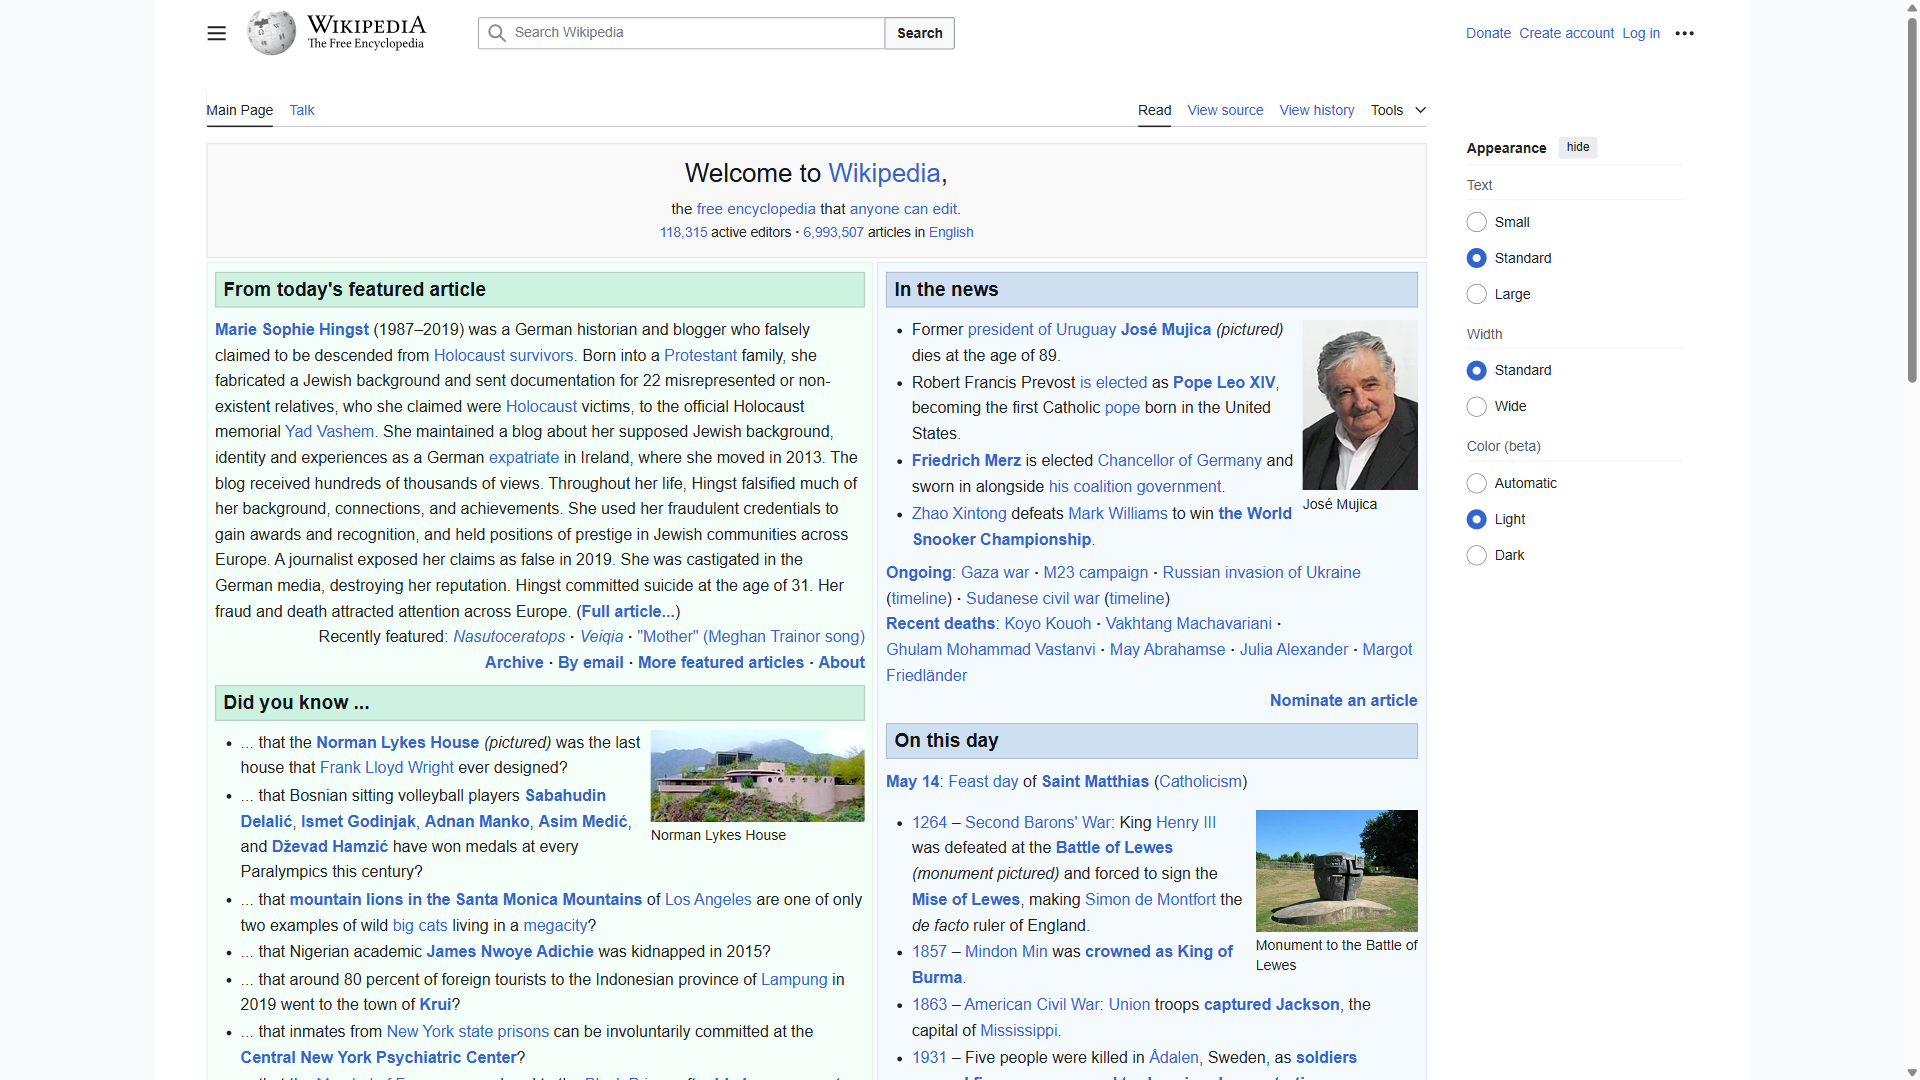 WIKIPEDIA
The Free Encyclopedia
Search Wikipedia
Search
Donate
Create account
Log in
Main Page
Talk
Read
View source
View history
Tools
Welcome to Wikipedia,
the free encyclopedia that anyone can edit.
118,315 active editors · 6,993,507 articles in English
From today's featured article
Marie Sophie Hingst (1987–2019) was a German historian and blogger who falsely
claimed to be descended from Holocaust survivors. Born into a Protestant family, she
fabricated a Jewish background and sent documentation for 22 misrepresented or non-
existent relatives, who she claimed were Holocaust victims, to the official Holocaust
memorial Yad Vashem. She maintained a blog about her supposed Jewish background,
identity and experiences as a German expatriate in Ireland, where she moved in 2013. The
blog received hundreds of thousands of views. Throughout her life, Hingst falsified much of
her background, connections, and achievements. She used her fraudulent credentials to
gain awards and recognition, and held positions of prestige in Jewish communities across
Europe. A journalist exposed her claims as false in 2019. She was castigated in the
German media, destroying her reputation. Hingst committed suicide at the age of 31. Her
fraud and death attracted attention across Europe. (Full article...)
Recently featured: Nasutoceratops · Veiqia · "Mother" (Meghan Trainor song)
Archive · By email · More featured articles · About
Did you know ...
... that the Norman Lykes House (pictured) was the last
house that Frank Lloyd Wright ever designed?
... that Bosnian sitting volleyball players Sabahudin
Delalić, Ismet Godinjak, Adnan Manko, Asim Medić,
and Dževad Hamzić have won medals at every
Paralympics this century?
Norman Lykes House
... that mountain lions in the Santa Monica Mountains of Los Angeles are one of only
two examples of wild big cats living in a megacity?
... that Nigerian academic James Nwoye Adichie was kidnapped in 2015?
... that around 80 percent of foreign tourists to the Indonesian province of Lampung in
2019 went to the town of Krui?
... that inmates from New York state prisons can be involuntarily committed at the
Central New York Psychiatric Center?
In the news
Former president of Uruguay José Mujica (pictured)
dies at the age of 89.
Robert Francis Prevost is elected as Pope Leo XIV,
becoming the first Catholic pope born in the United
States.
Friedrich Merz is elected Chancellor of Germany and
sworn in alongside his coalition government.
Zhao Xintong defeats Mark Williams to win the World
Snooker Championship.
José Mujica
Ongoing: Gaza war · M23 campaign · Russian invasion of Ukraine
(timeline) · Sudanese civil war (timeline)
Recent deaths: Koyo Kouoh · Vakhtang Machavariani ·
Ghulam Mohammad Vastanvi · May Abrahamse · Julia Alexander · Margot
Friedländer
Nominate an article
On this day
May 14: Feast day of Saint Matthias (Catholicism)
1264 – Second Barons' War: King Henry III
was defeated at the Battle of Lewes
(monument pictured) and forced to sign the
Mise of Lewes, making Simon de Montfort the
de facto ruler of England.
Monument to the Battle of
Lewes
1857 – Mindon Min was crowned as King of
Burma.
1863 – American Civil War: Union troops captured Jackson, the
capital of Mississippi.
1931 – Five people were killed in Ådalen, Sweden, as soldiers
Appearance
hide
Text
Small
Standard
Large
Width
Standard
Wide
Color (beta)
Automatic
Light
Dark